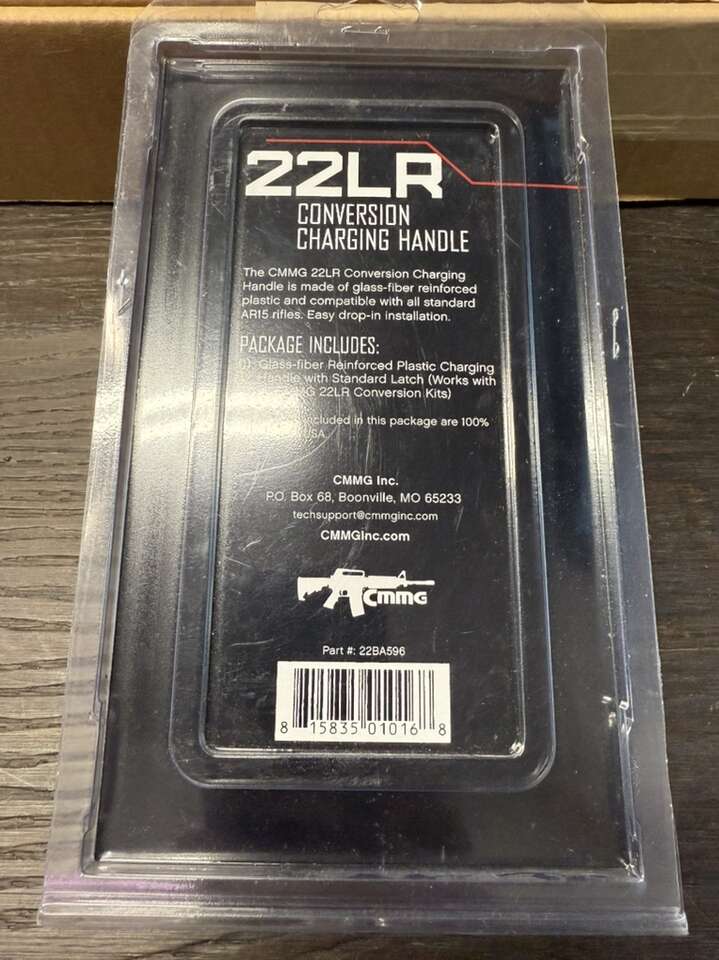 22LR
CONVERSION
CHARGING HANDLE
The CMMG 22LR Conversion Charging
Handle is made of glass-fiber reinforced
plastic and compatible with all standard
AR15 rifles. Easy drop-in installation.
PACKAGE INCLUDES:
Glass-fiber Reinforced Plastic Charging
Handle with Standard Latch (Works with
22LR Conversion Kits)
included in this package are 100%
USA.
CMMG Inc.
P.O. Box 68, Boonville, MO 65233
techsupport@cmmginc.com
CMMGinc.com
CMMG
Part #: 22BA596
8 15835 01016 8